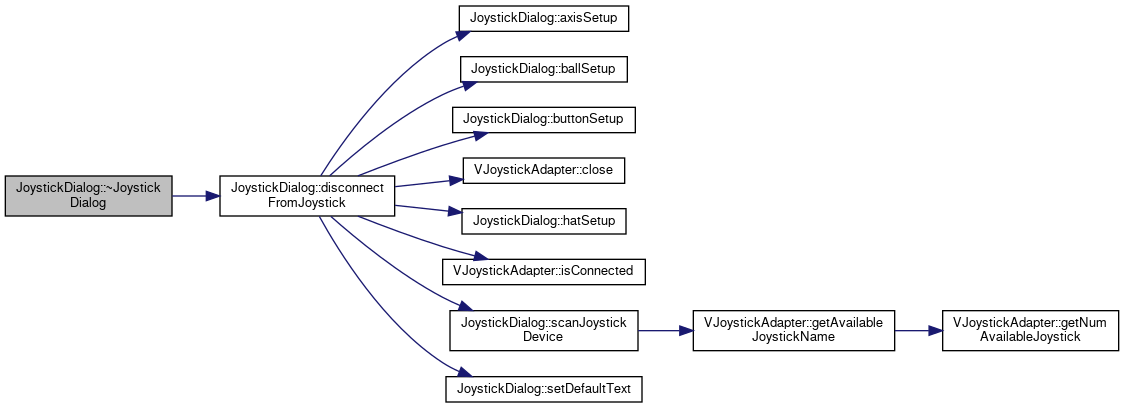 JoystickDialog::~Joystick
Dialog
JoystickDialog::disconnect
FromJoystick
JoystickDialog::axisSetup
JoystickDialog::ballSetup
JoystickDialog::buttonSetup
VJoystickAdapter::close
JoystickDialog::hatSetup
VJoystickAdapter::isConnected
JoystickDialog::scanJoystick
Device
VJoystickAdapter::getAvailable
JoystickName
VJoystickAdapter::getNum
AvailableJoystick
JoystickDialog::setDefaultText